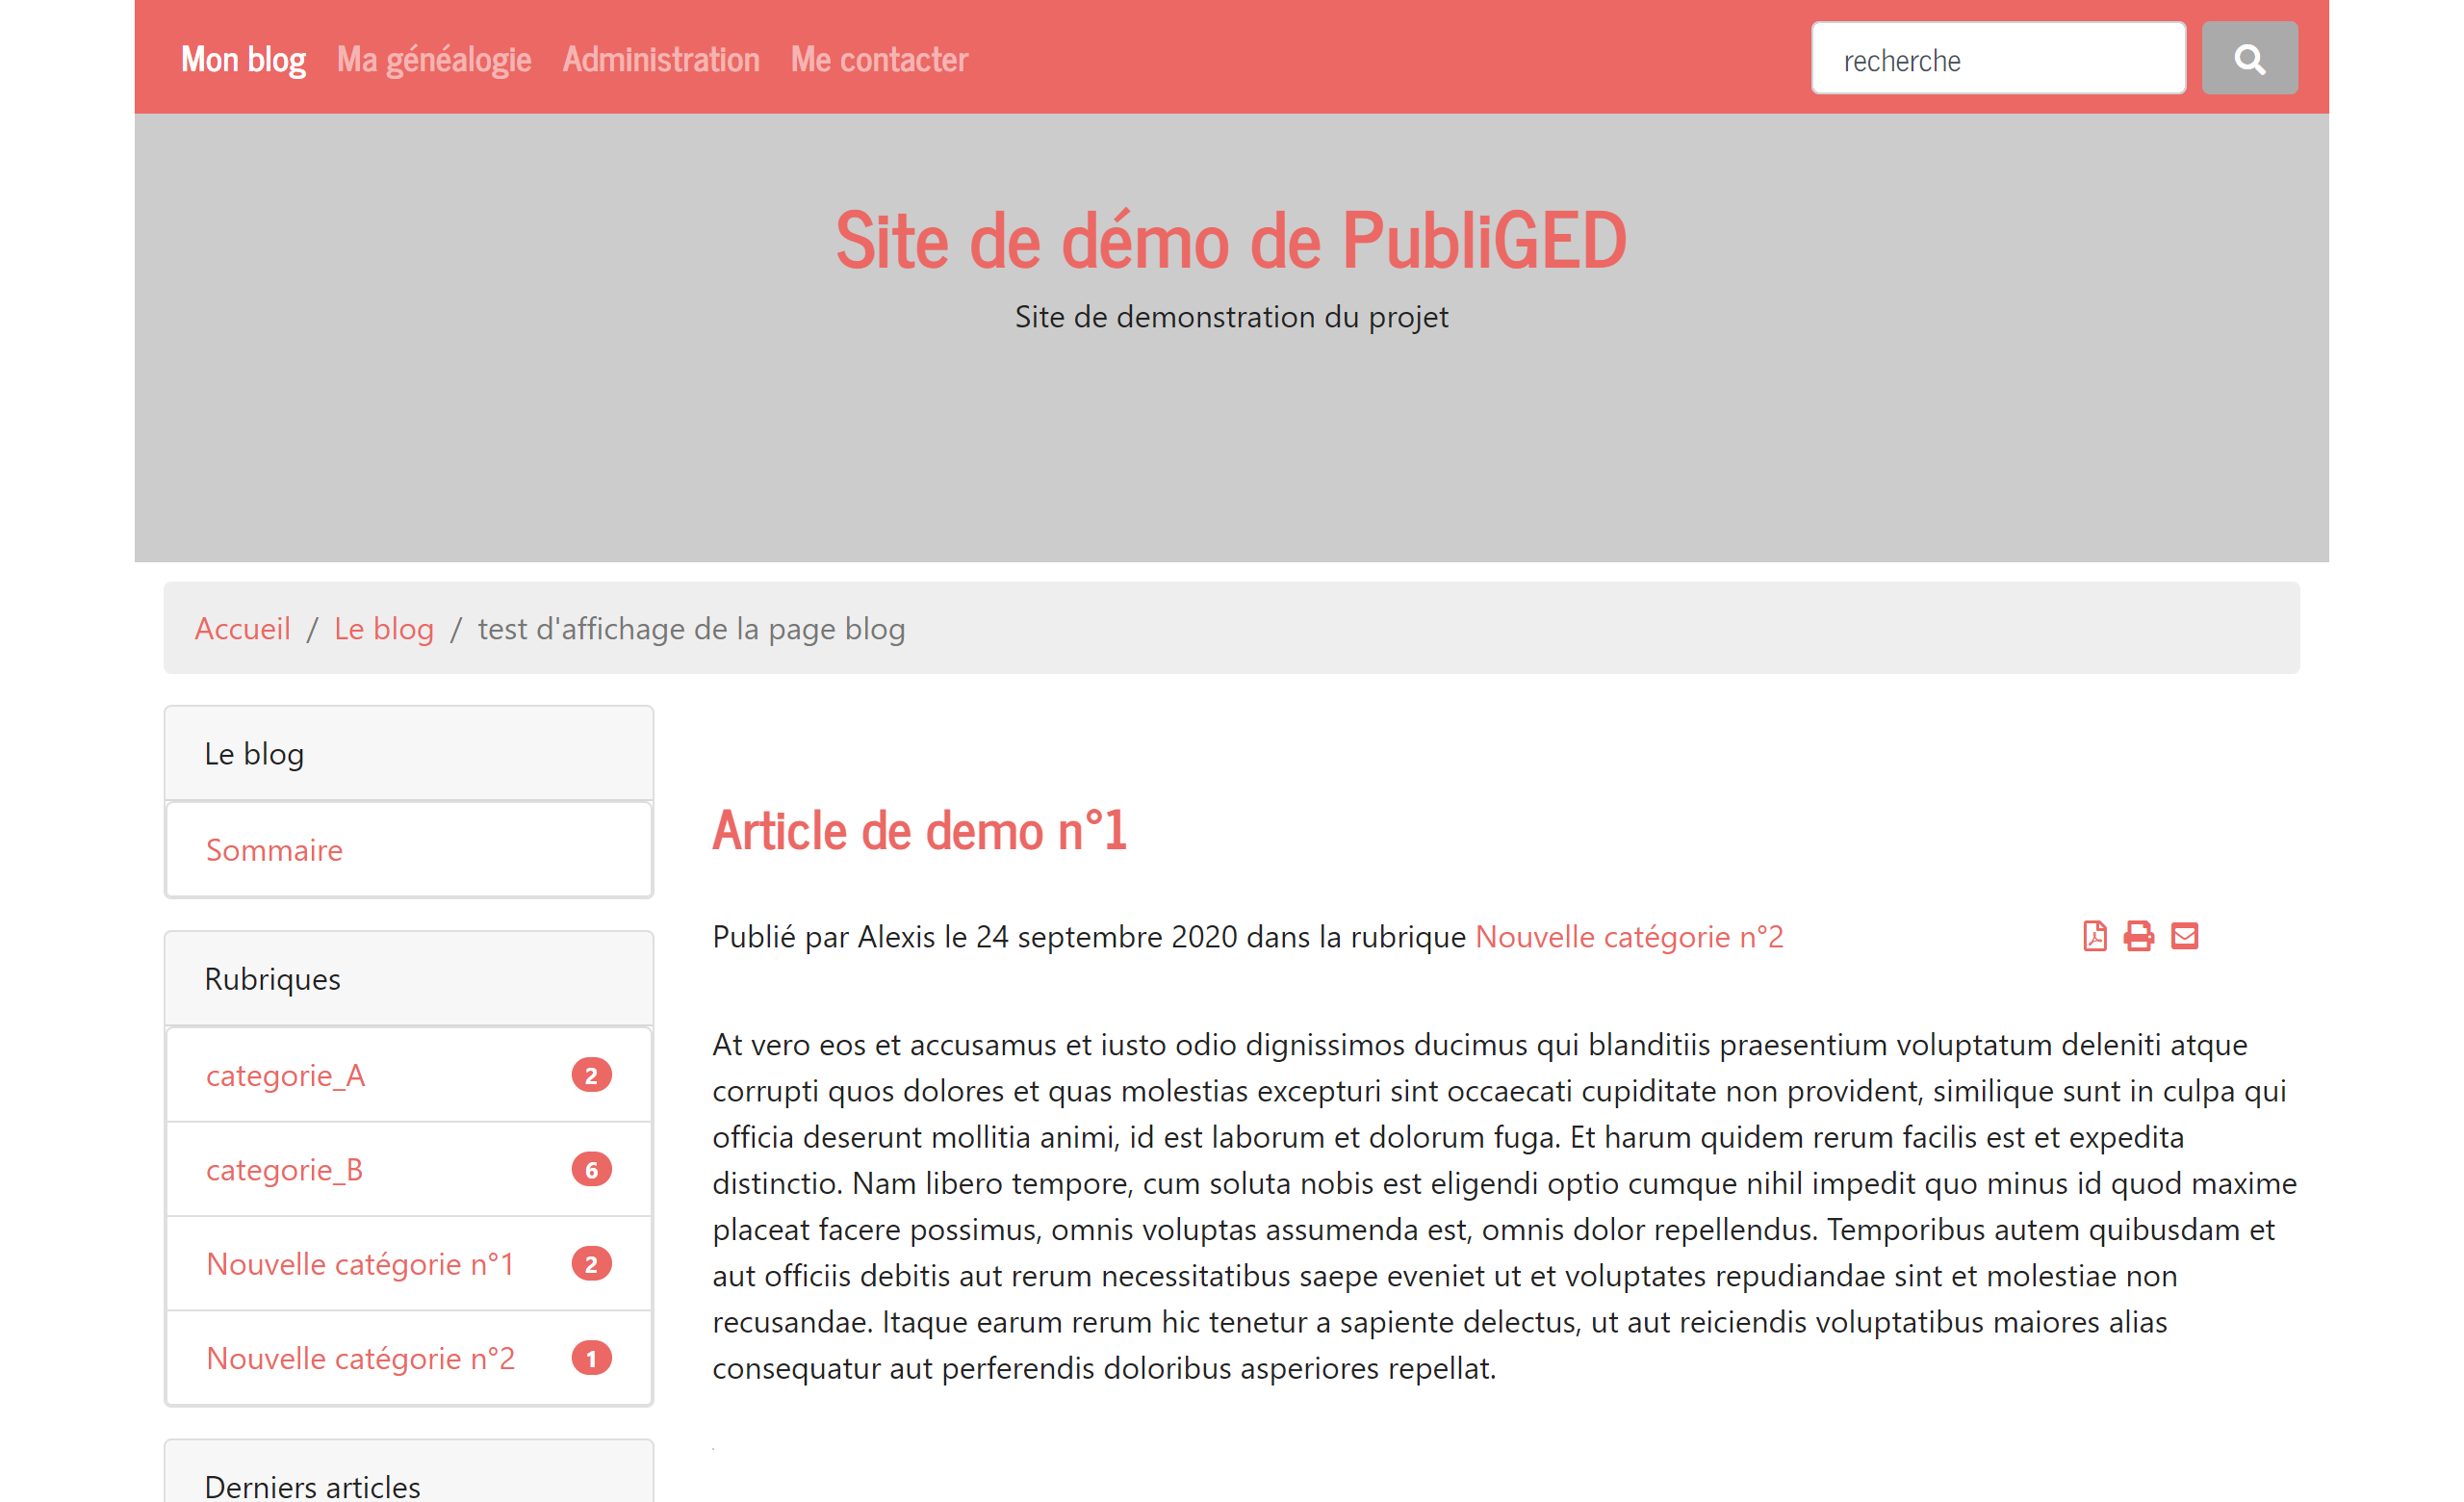 Mon blog Ma généalogie Administration Me contacter recherche
Site de démo de PubliGED
Site de demonstration du projet
Accueil / Le blog / test d'affichage de la page blog
Le blog
Sommaire
Rubriques
categorie_A 2
categorie_B 6
Nouvelle catégorie n°1 2
Nouvelle catégorie n°2 1
Derniers articles
Article de demo n°1
Publié par Alexis le 24 septembre 2020 dans la rubrique Nouvelle catégorie n°2
At vero eos et accusamus et iusto odio dignissimos ducimus qui blanditiis praesentium voluptatum deleniti atque
corrupti quos dolores et quas molestias excepturi sint occaecati cupiditate non provident, similique sunt in culpa qui
officia deserunt mollitia animi, id est laborum et dolorum fuga. Et harum quidem rerum facilis est et expedita
distinctio. Nam libero tempore, cum soluta nobis est eligendi optio cumque nihil impedit quo minus id quod maxime
placeat facere possimus, omnis voluptas assumenda est, omnis dolor repellendus. Temporibus autem quibusdam et
aut officiis debitis aut rerum necessitatibus saepe eveniet ut et voluptates repudiandae sint et molestiae non
recusandae. Itaque earum rerum hic tenetur a sapiente delectus, ut aut reiciendis voluptatibus maiores alias
consequatur aut perferendis doloribus asperiores repellat.